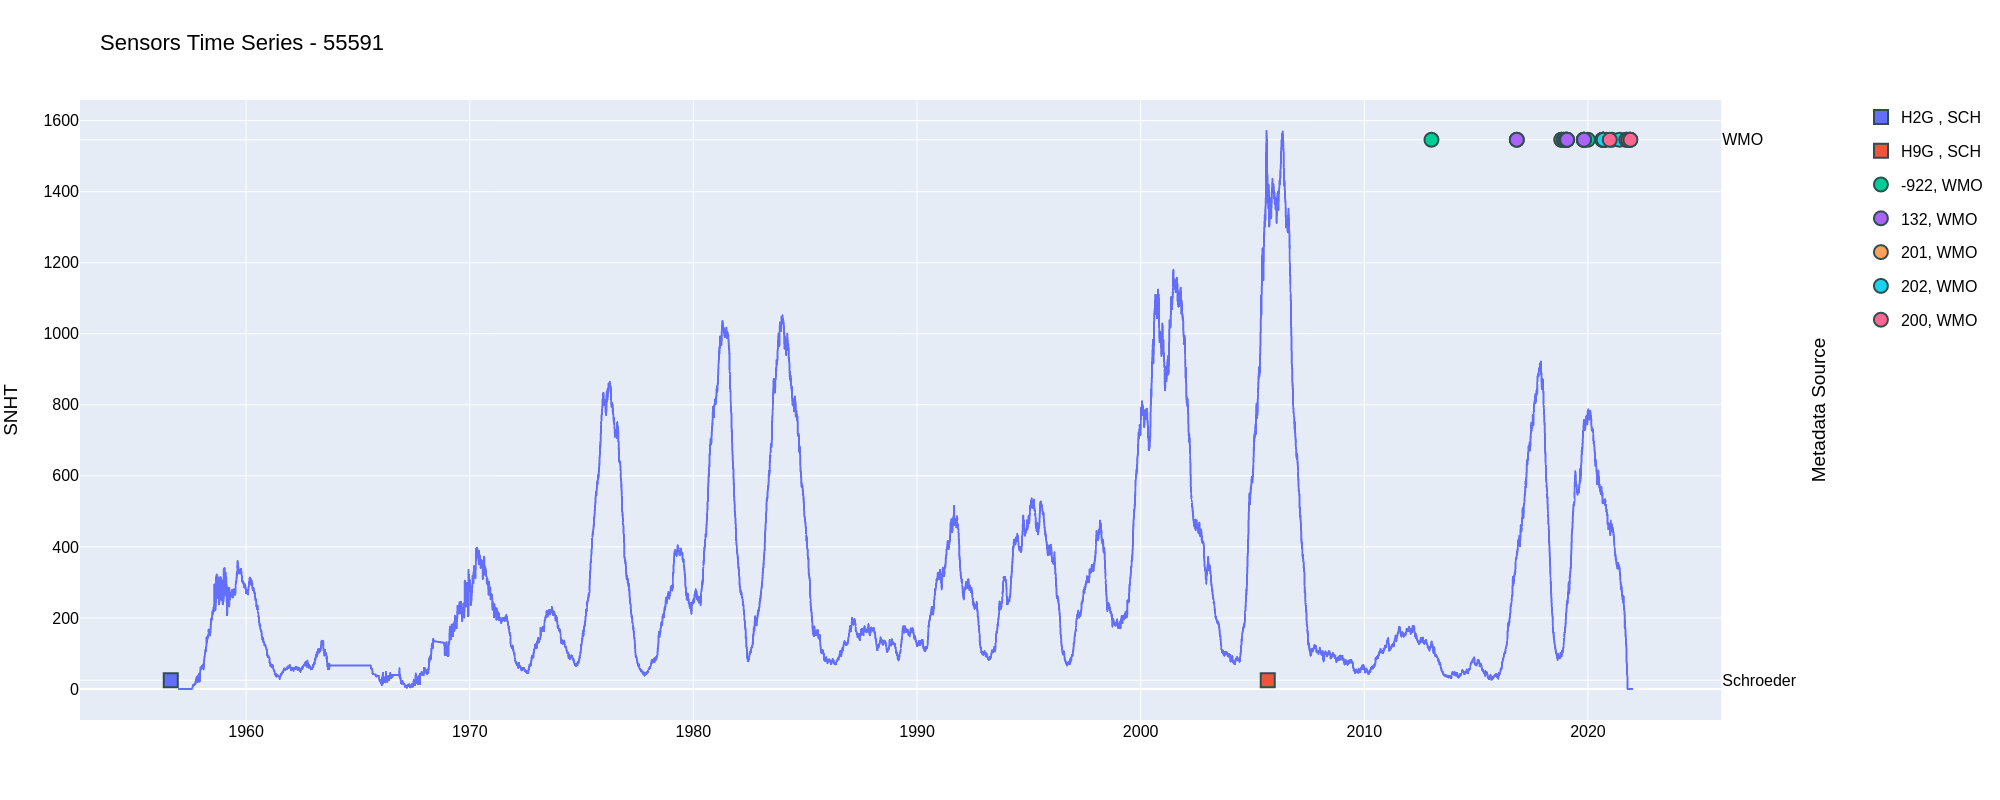 Sensors Time Series - 55591
1600
1400
1200
1000
800
600
400
200
0
SNHT
1960
1970
1980
1990
2000
2010
2020
WMO
Schroeder
Metadata Source
H2G , SCH
H9G , SCH
-922, WMO
132, WMO
201, WMO
202, WMO
200, WMO